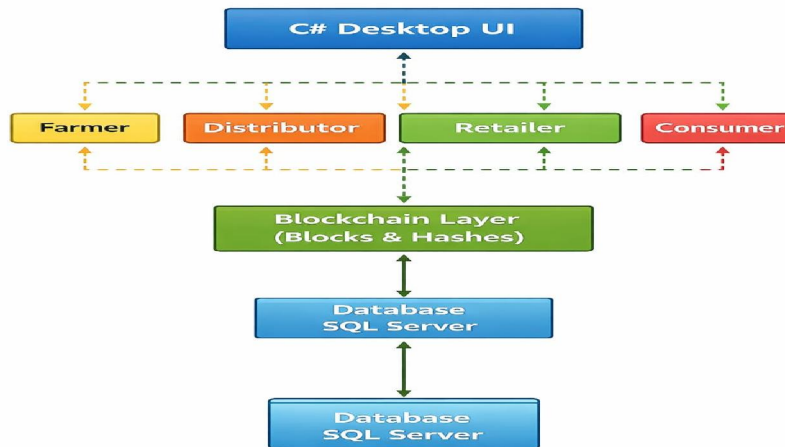 C# Desktop UI
Farmer
Distributor
Retailer
Consumer
Blockchain Layer
(Blocks & Hashes)
Database
SQL Server
Database
SQL Server